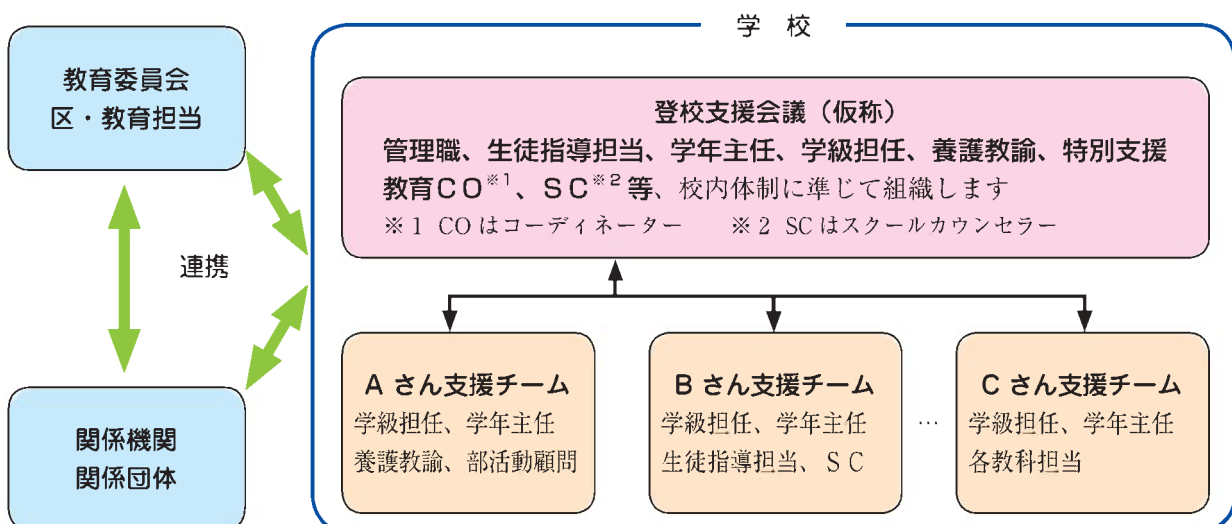 学 校
教育委員会
区・教育担当
連携
関係機関
関係団体
登校支援会議（仮称）
管理職、生徒指導担当、学年主任、学級担任、養護教諭、特別支援
教育ＣＯ※1、ＳＣ※2等、校内体制に準じて組織します
※１ CO はコーディネーター　※２ SC はスクールカウンセラー
A さん支援チーム
学級担任、学年主任
養護教諭、部活動顧問
B さん支援チーム
学級担任、学年主任
生徒指導担当、ＳＣ
…
C さん支援チーム
学級担任、学年主任
各教科担当